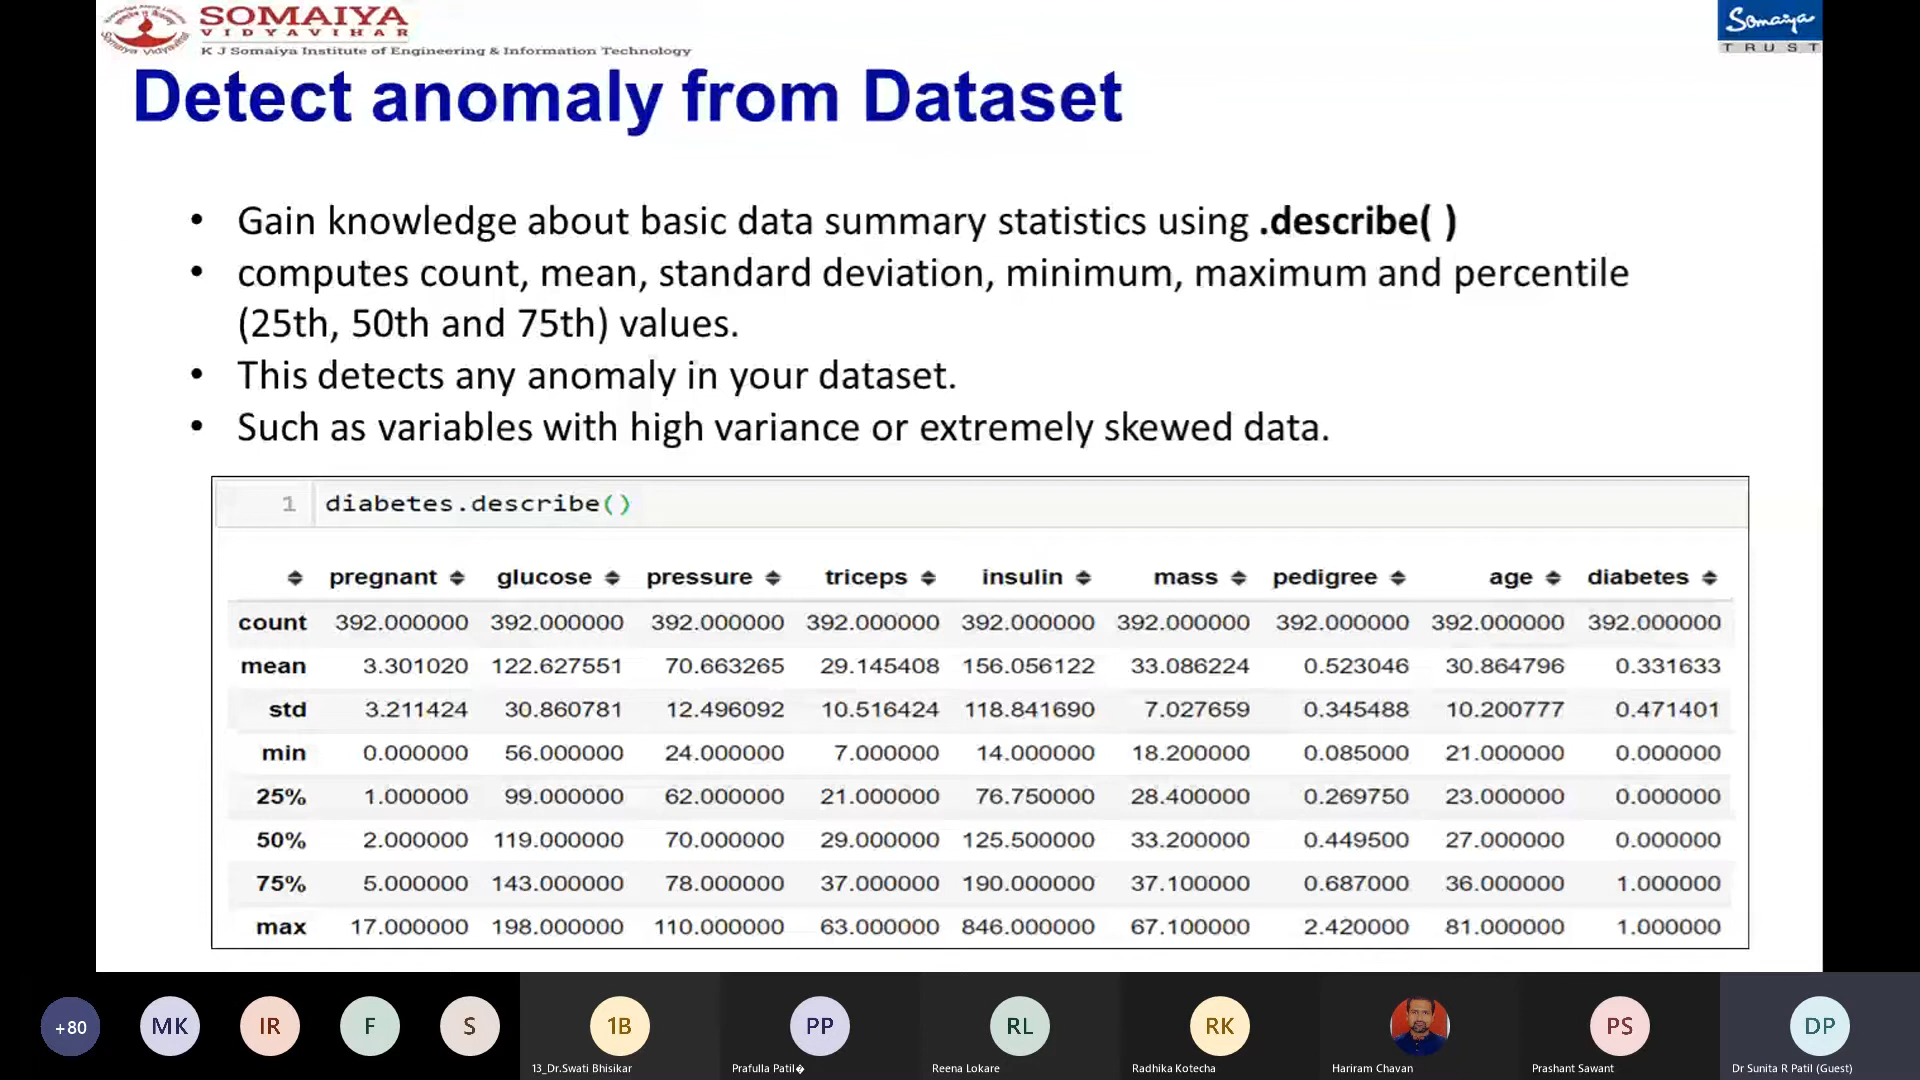 SOMAIYA
VIDYAVIHAR
K J Somaiya Institute of Engineering & Information Technology
Somaiya
TRUST
Detect anomaly from Dataset
• Gain knowledge about basic data summary statistics using .describe( )
• computes count, mean, standard deviation, minimum, maximum and percentile
(25th, 50th and 75th) values.
• This detects any anomaly in your dataset.
• Such as variables with high variance or extremely skewed data.
1 diabetes.describe()
pregnant glucose pressure triceps insulin mass pedigree age diabetes
count 392.000000 392.000000 392.000000 392.000000 392.000000 392.000000 392.000000 392.000000 392.000000
mean 3.301020 122.627551 70.663265 29.145408 156.056122 33.086224 0.523046 30.864796 0.331633
std 3.211424 30.860781 12.496092 10.516424 118.841690 7.027659 0.345488 10.200777 0.471401
min 0.000000 56.000000 24.000000 7.000000 14.000000 18.200000 0.085000 21.000000 0.000000
25% 1.000000 99.000000 62.000000 21.000000 76.750000 28.400000 0.269750 23.000000 0.000000
50% 2.000000 119.000000 70.000000 29.000000 125.500000 33.200000 0.449500 27.000000 0.000000
75% 5.000000 143.000000 78.000000 37.000000 190.000000 37.100000 0.687000 36.000000 1.000000
max 17.000000 198.000000 110.000000 63.000000 846.000000 67.100000 2.420000 81.000000 1.000000
+80 MK IR F S 1B PP RL RK PS DP
13_Dr.Swati Bhisikar Prafulla Patil� Reena Lokare Radhika Kotecha Hariram Chavan Prashant Sawant Dr Sunita R Patil (Guest)